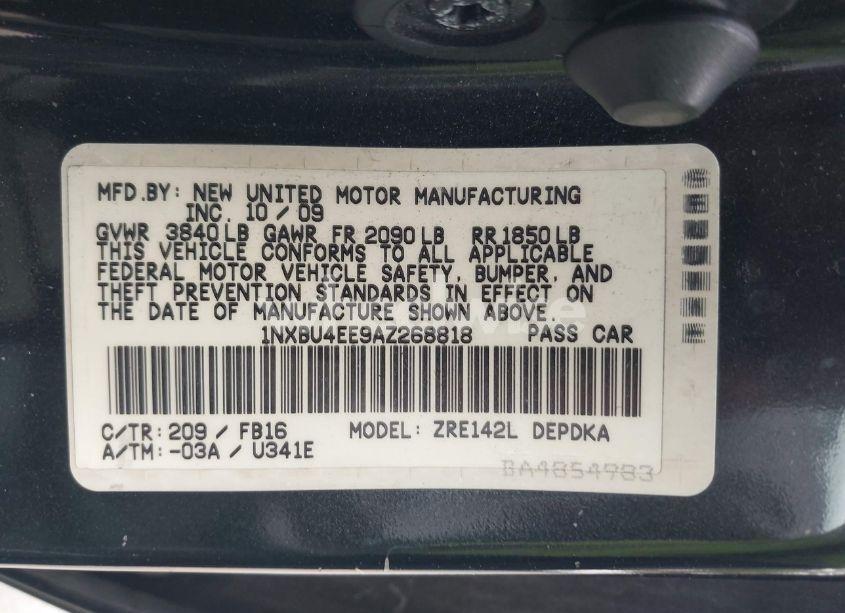 MFD.BY: NEW UNITED MOTOR MANUFACTURING
INC. 10 / 09
GVWR 3840 LB GAWR FR 2090 LB RR 1850 LB
THIS VEHICLE CONFORMS TO ALL APPLICABLE
FEDERAL MOTOR VEHICLE SAFETY, BUMPER, AND
THEFT PREVENTION STANDARDS IN EFFECT ON
THE DATE OF MANUFACTURE SHOWN ABOVE.
1NXBU4EE9AZ268818 PASS CAR
C/TR: 209 / FB16 MODEL: ZRE142L DEPDKA
A/TM: -03A / U341E
BA4854983